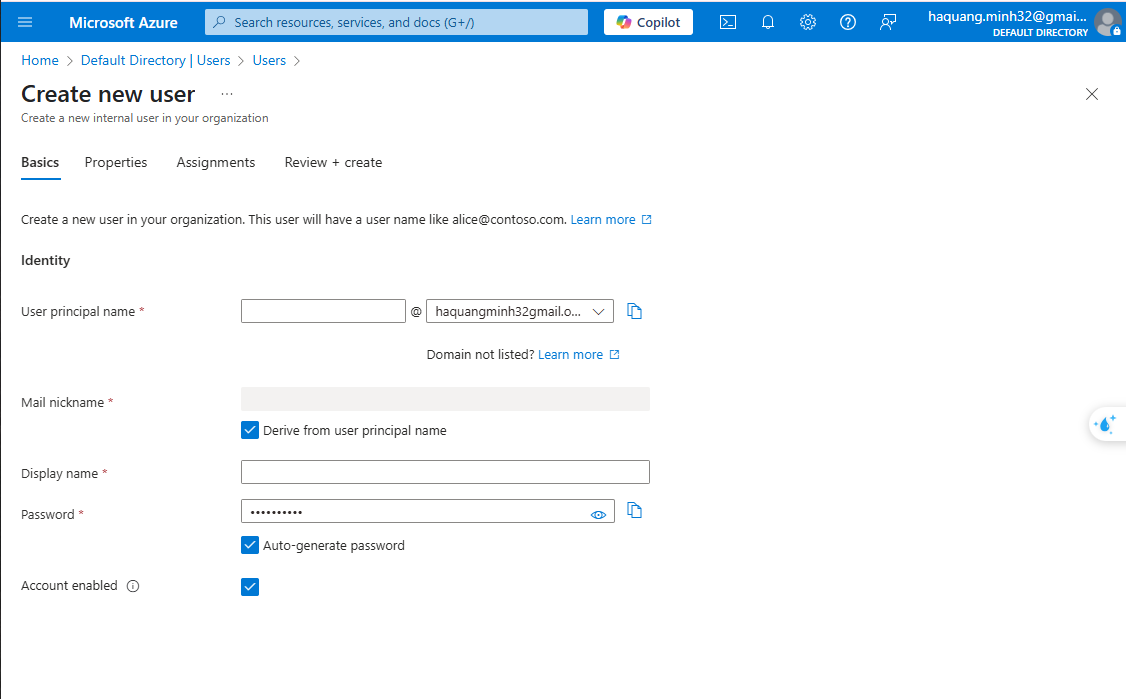 Microsoft Azure
Search resources, services, and docs (G+/)
Copilot
haquang.minh32@gmai...
DEFAULT DIRECTORY
Home > Default Directory | Users > Users >
Create new user ...
Create a new internal user in your organization
Basics Properties Assignments Review + create
Create a new user in your organization. This user will have a user name like alice@contoso.com. Learn more
Identity
User principal name * @ haquangminh32gmail.o...
Domain not listed? Learn more
Mail nickname *
Derive from user principal name
Display name *
Password * ••••••••••
Auto-generate password
Account enabled